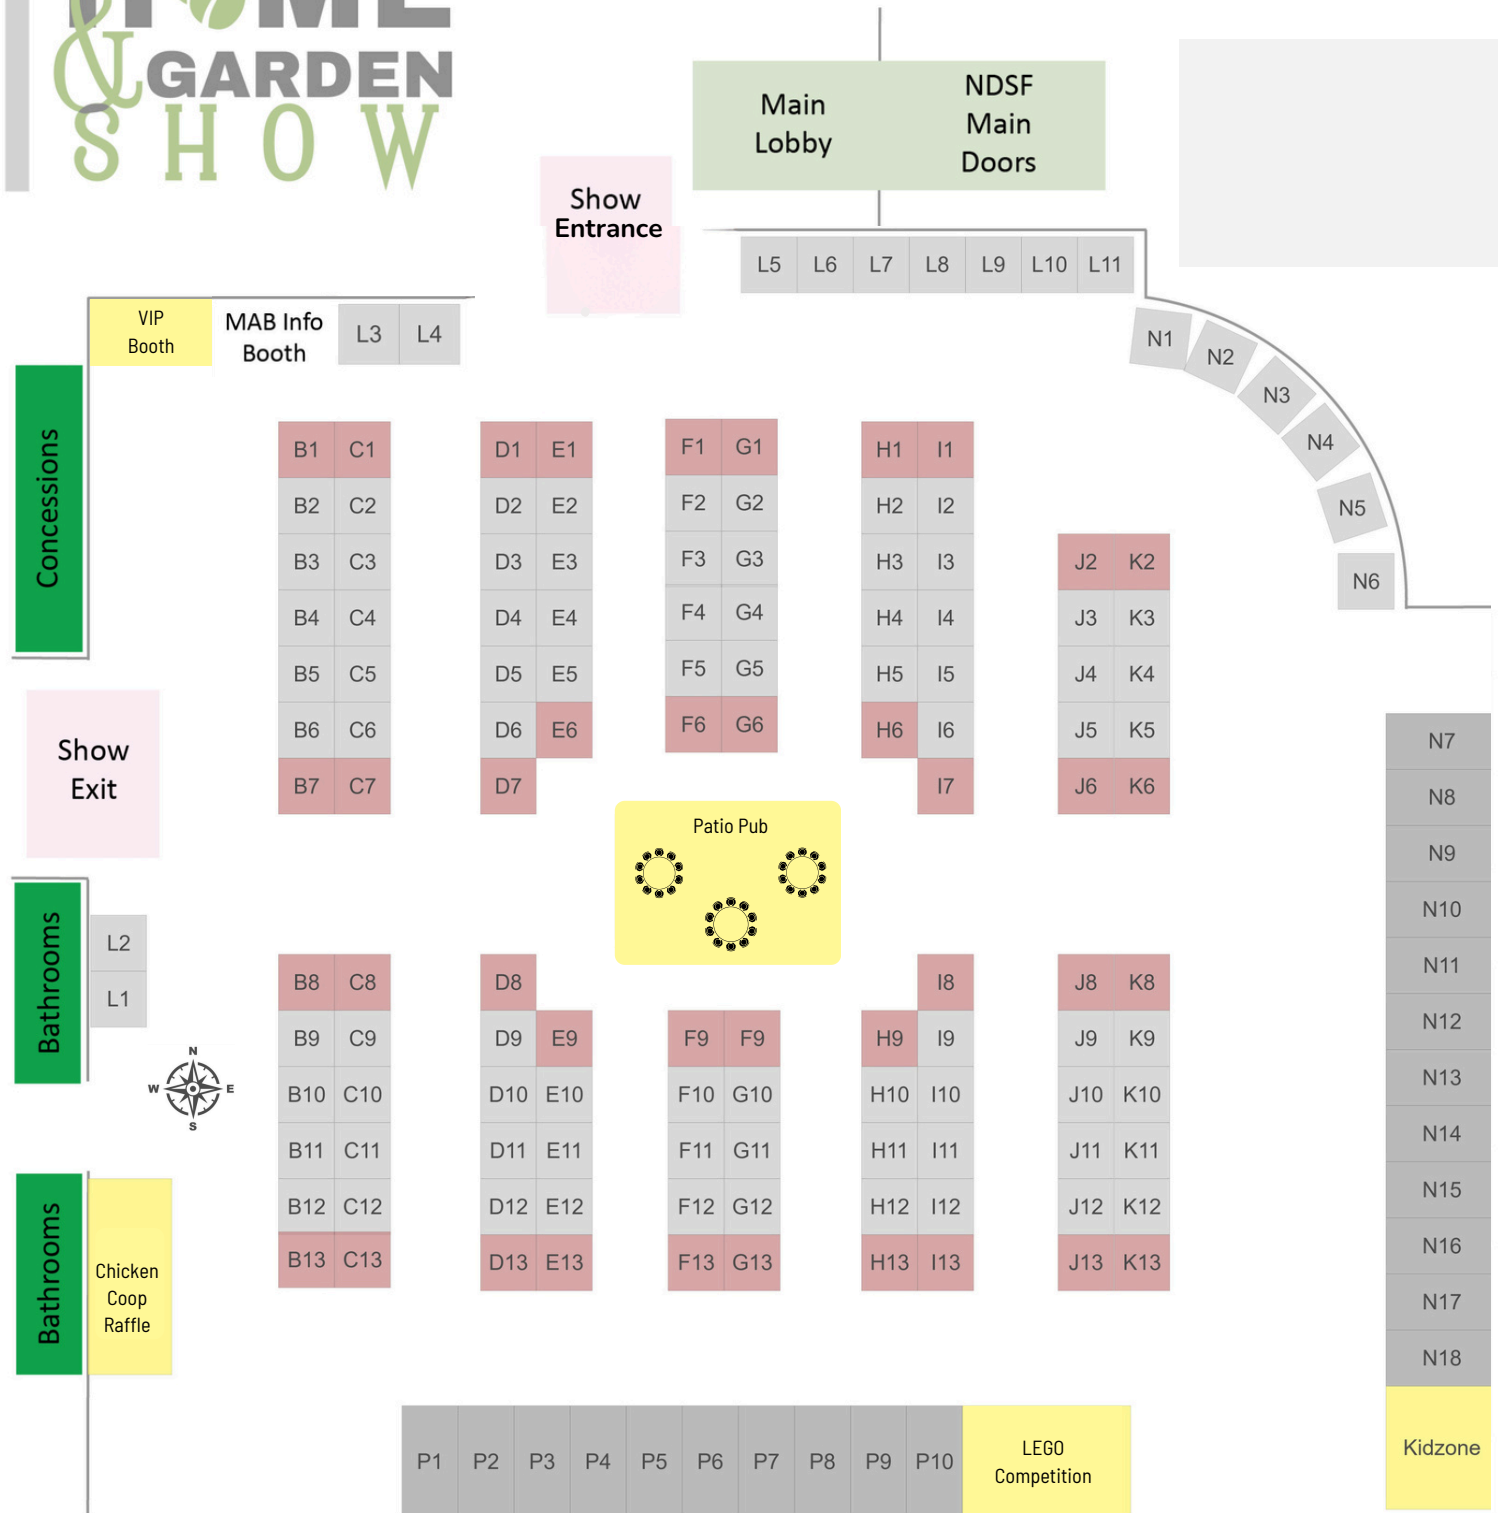 &
GARDEN
SHOW
Main
Lobby
NDSF
Main
Doors
Show
Entrance
L5 L6 L7 L8 L9 L10 L11
VIP
Booth
MAB Info
Booth
L3 L4
N1
N2
N3
N4
N5
N6
Concessions
B1 C1 D1 E1 F1 G1 H1 I1
B2 C2 D2 E2 F2 G2 H2 I2
B3 C3 D3 E3 F3 G3 H3 I3 J2 K2
B4 C4 D4 E4 F4 G4 H4 I4 J3 K3
B5 C5 D5 E5 F5 G5 H5 I5 J4 K4
B6 C6 D6 E6 F6 G6 H6 I6 J5 K5
B7 C7 D7 I7 J6 K6
Show
Exit
Patio Pub
Bathrooms
L2
L1
B8 C8 D8 I8 J8 K8
B9 C9 D9 E9 F9 F9 H9 I9 J9 K9
B10 C10 D10 E10 F10 G10 H10 I10 J10 K10
B11 C11 D11 E11 F11 G11 H11 I11 J11 K11
B12 C12 D12 E12 F12 G12 H12 I12 J12 K12
B13 C13 D13 E13 F13 G13 H13 I13 J13 K13
N
W E
S
Bathrooms
Chicken
Coop
Raffle
N7
N8
N9
N10
N11
N12
N13
N14
N15
N16
N17
N18
Kidzone
P1 P2 P3 P4 P5 P6 P7 P8 P9 P10
LEGO
Competition